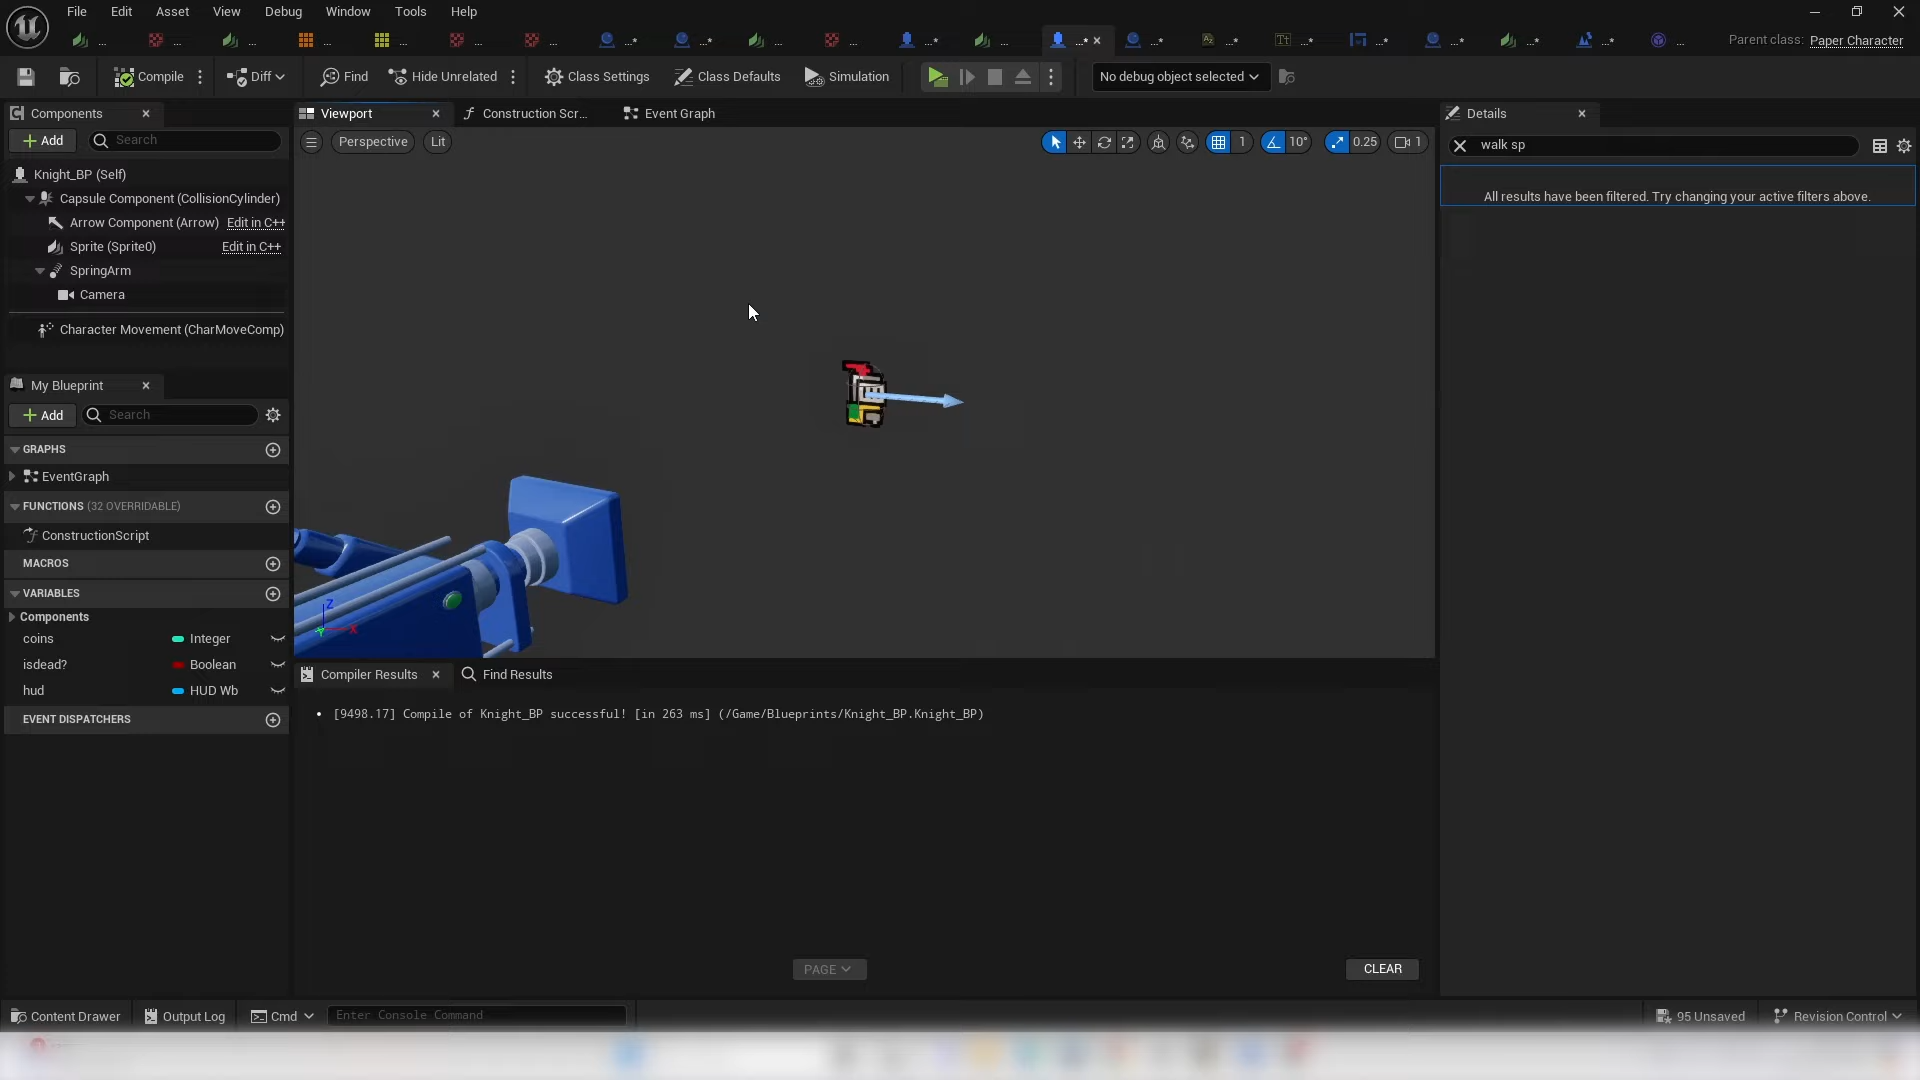 File Edit Asset View Debug Window Tools Help
... ... ... ... ... ... ... ...* ...* ... ... ...* ... ...* ...* ...* ...* ...* ...* ...* ...* ... Parent class: Paper Character
Compile Diff Find Hide Unrelated Class Settings Class Defaults Simulation No debug object selected
Components
Add Search
Knight_BP (Self)
Capsule Component (CollisionCylinder)
Arrow Component (Arrow) Edit in C++
Sprite (Sprite0) Edit in C++
SpringArm
Camera
Character Movement (CharMoveComp)
My Blueprint
Add Search
GRAPHS
EventGraph
FUNCTIONS (32 OVERRIDABLE)
ConstructionScript
MACROS
VARIABLES
Components
coins Integer
isdead? Boolean
hud HUD Wb
EVENT DISPATCHERS
Viewport Construction Scr... Event Graph
Perspective Lit 1 10° 0.25 1
Z
Y X
Compiler Results Find Results
• [9498.17] Compile of Knight_BP successful! [in 263 ms] (/Game/Blueprints/Knight_BP.Knight_BP)
PAGE CLEAR
Details
walk sp
All results have been filtered. Try changing your active filters above.
Content Drawer Output Log Cmd Enter Console Command 95 Unsaved Revision Control